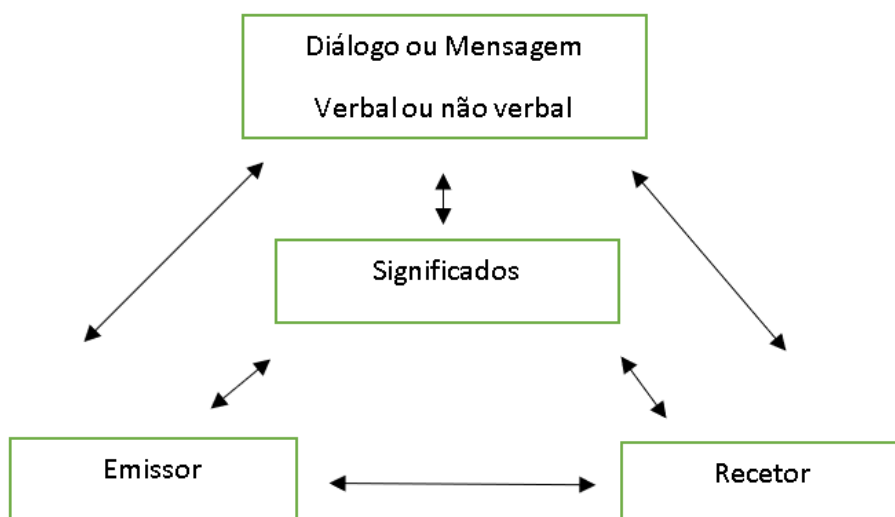 Diálogo ou Mensagem
Verbal ou não verbal
Significados
Emissor
Recetor